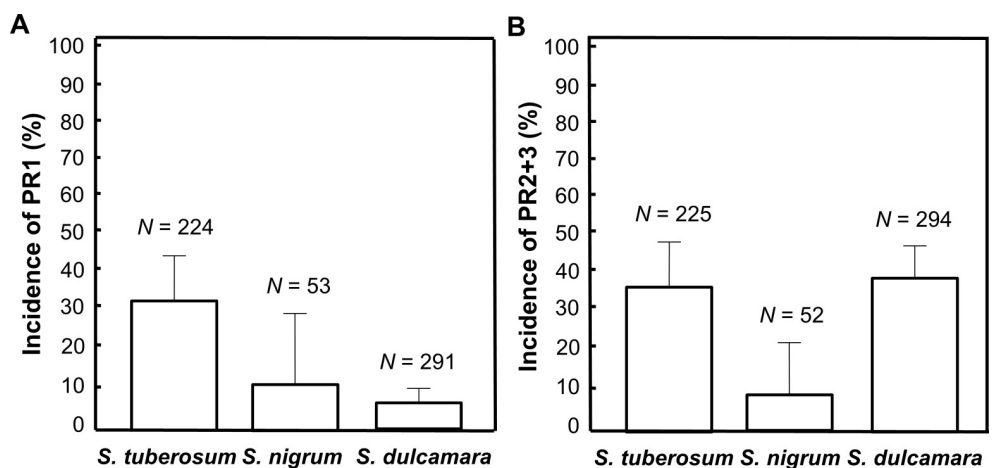 A
Incidence of PR1 (%)
100
90
80
70
60
50
40
30
20
10
0
N = 224
N = 53
N = 291
S. tuberosum S. nigrum S. dulcamara
B
Incidence of PR2+3 (%)
100
90
80
70
60
50
40
30
20
10
0
N = 225
N = 52
N = 294
S. tuberosum S. nigrum S. dulcamara